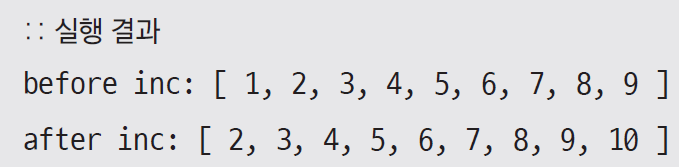 :: 실행 결과
before inc: [ 1, 2, 3, 4, 5, 6, 7, 8, 9 ]
after inc: [ 2, 3, 4, 5, 6, 7, 8, 9, 10 ]